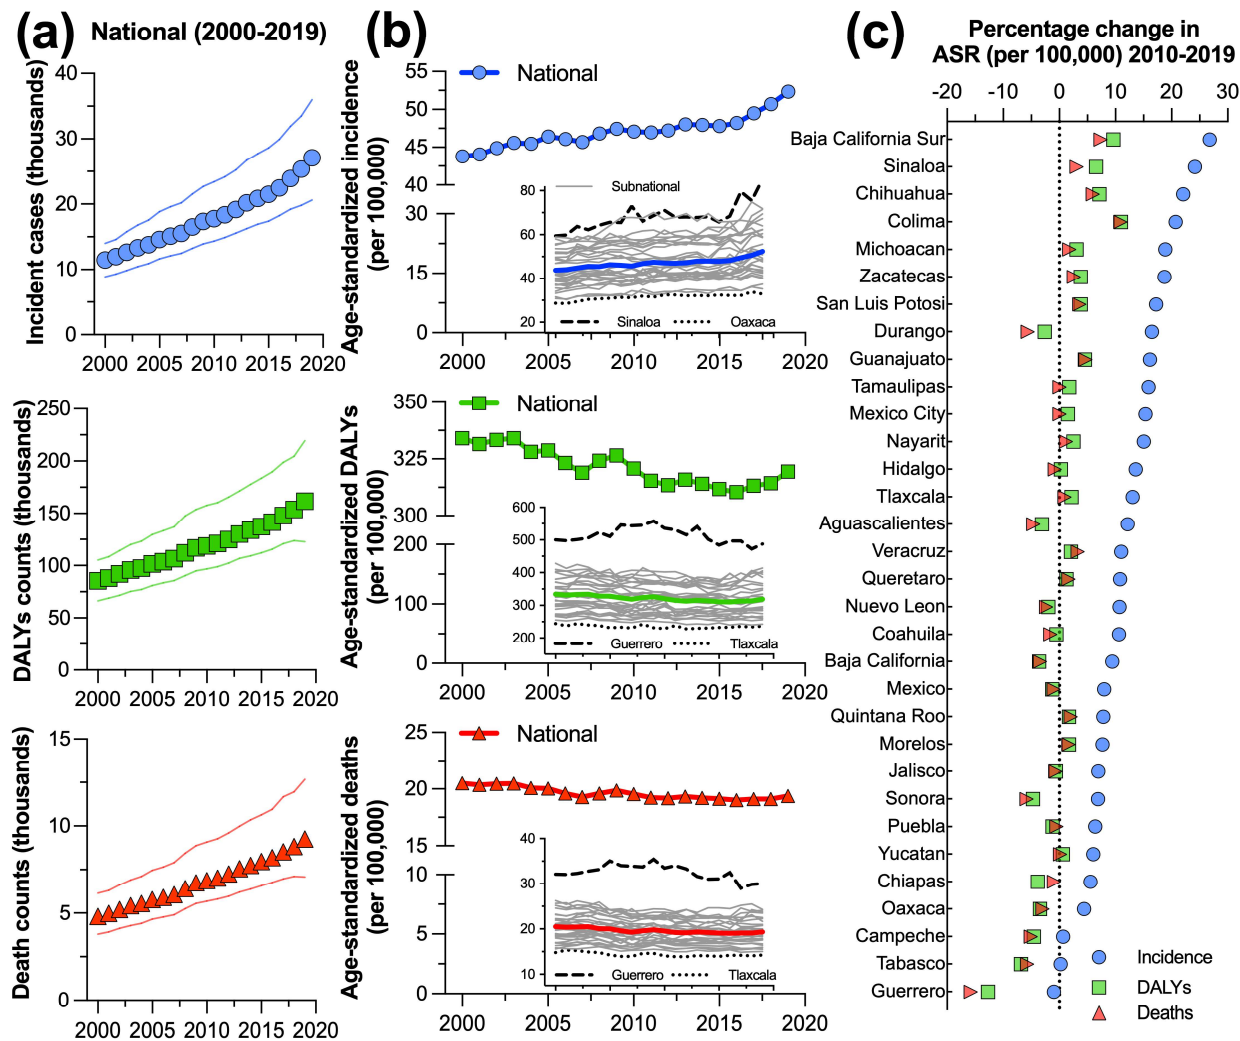 (a)
National (2000-2019)
Incident cases (thousands)
40
30
20
10
0
2000 2005 2010 2015 2020
DALYs counts (thousands)
250
200
150
100
50
0
2000 2005 2010 2015 2020
Death counts (thousands)
15
10
5
0
2000 2005 2010 2015 2020
(b)
Age-standardized incidence
(per 100,000)
National
55
50
45
40
30
15
0
2000 2005 2010 2015 2020
Subnational
80
60
40
20
Sinaloa Oaxaca
Age-standardized DALYs
(per 100,000)
National
350
325
300
200
100
0
2000 2005 2010 2015 2020
600
500
400
300
200
Guerrero Tlaxcala
Age-standardized deaths
(per 100,000)
National
25
20
15
10
5
0
2000 2005 2010 2015 2020
40
30
20
10
Guerrero Tlaxcala
(c)
Percentage change in
ASR (per 100,000) 2010-2019
-20 -10 0 10 20 30
Baja California Sur
Sinaloa
Chihuahua
Colima
Michoacan
Zacatecas
San Luis Potosi
Durango
Guanajuato
Tamaulipas
Mexico City
Nayarit
Hidalgo
Tlaxcala
Aguascalientes
Veracruz
Queretaro
Nuevo Leon
Coahuila
Baja California
Mexico
Quintana Roo
Morelos
Jalisco
Sonora
Puebla
Yucatan
Chiapas
Oaxaca
Campeche
Tabasco
Guerrero
Incidence
DALYs
Deaths